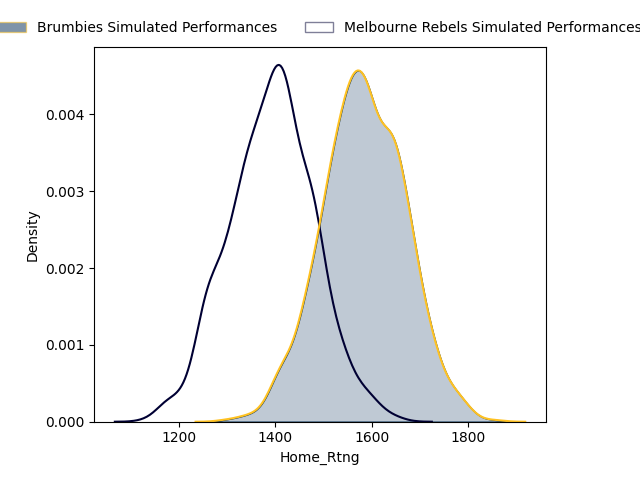 Brumbies Simulated Performances
Melbourne Rebels Simulated Performances
Density
0.004
0.003
0.002
0.001
0.000
1200 1400 1600 1800
Home_Rtng